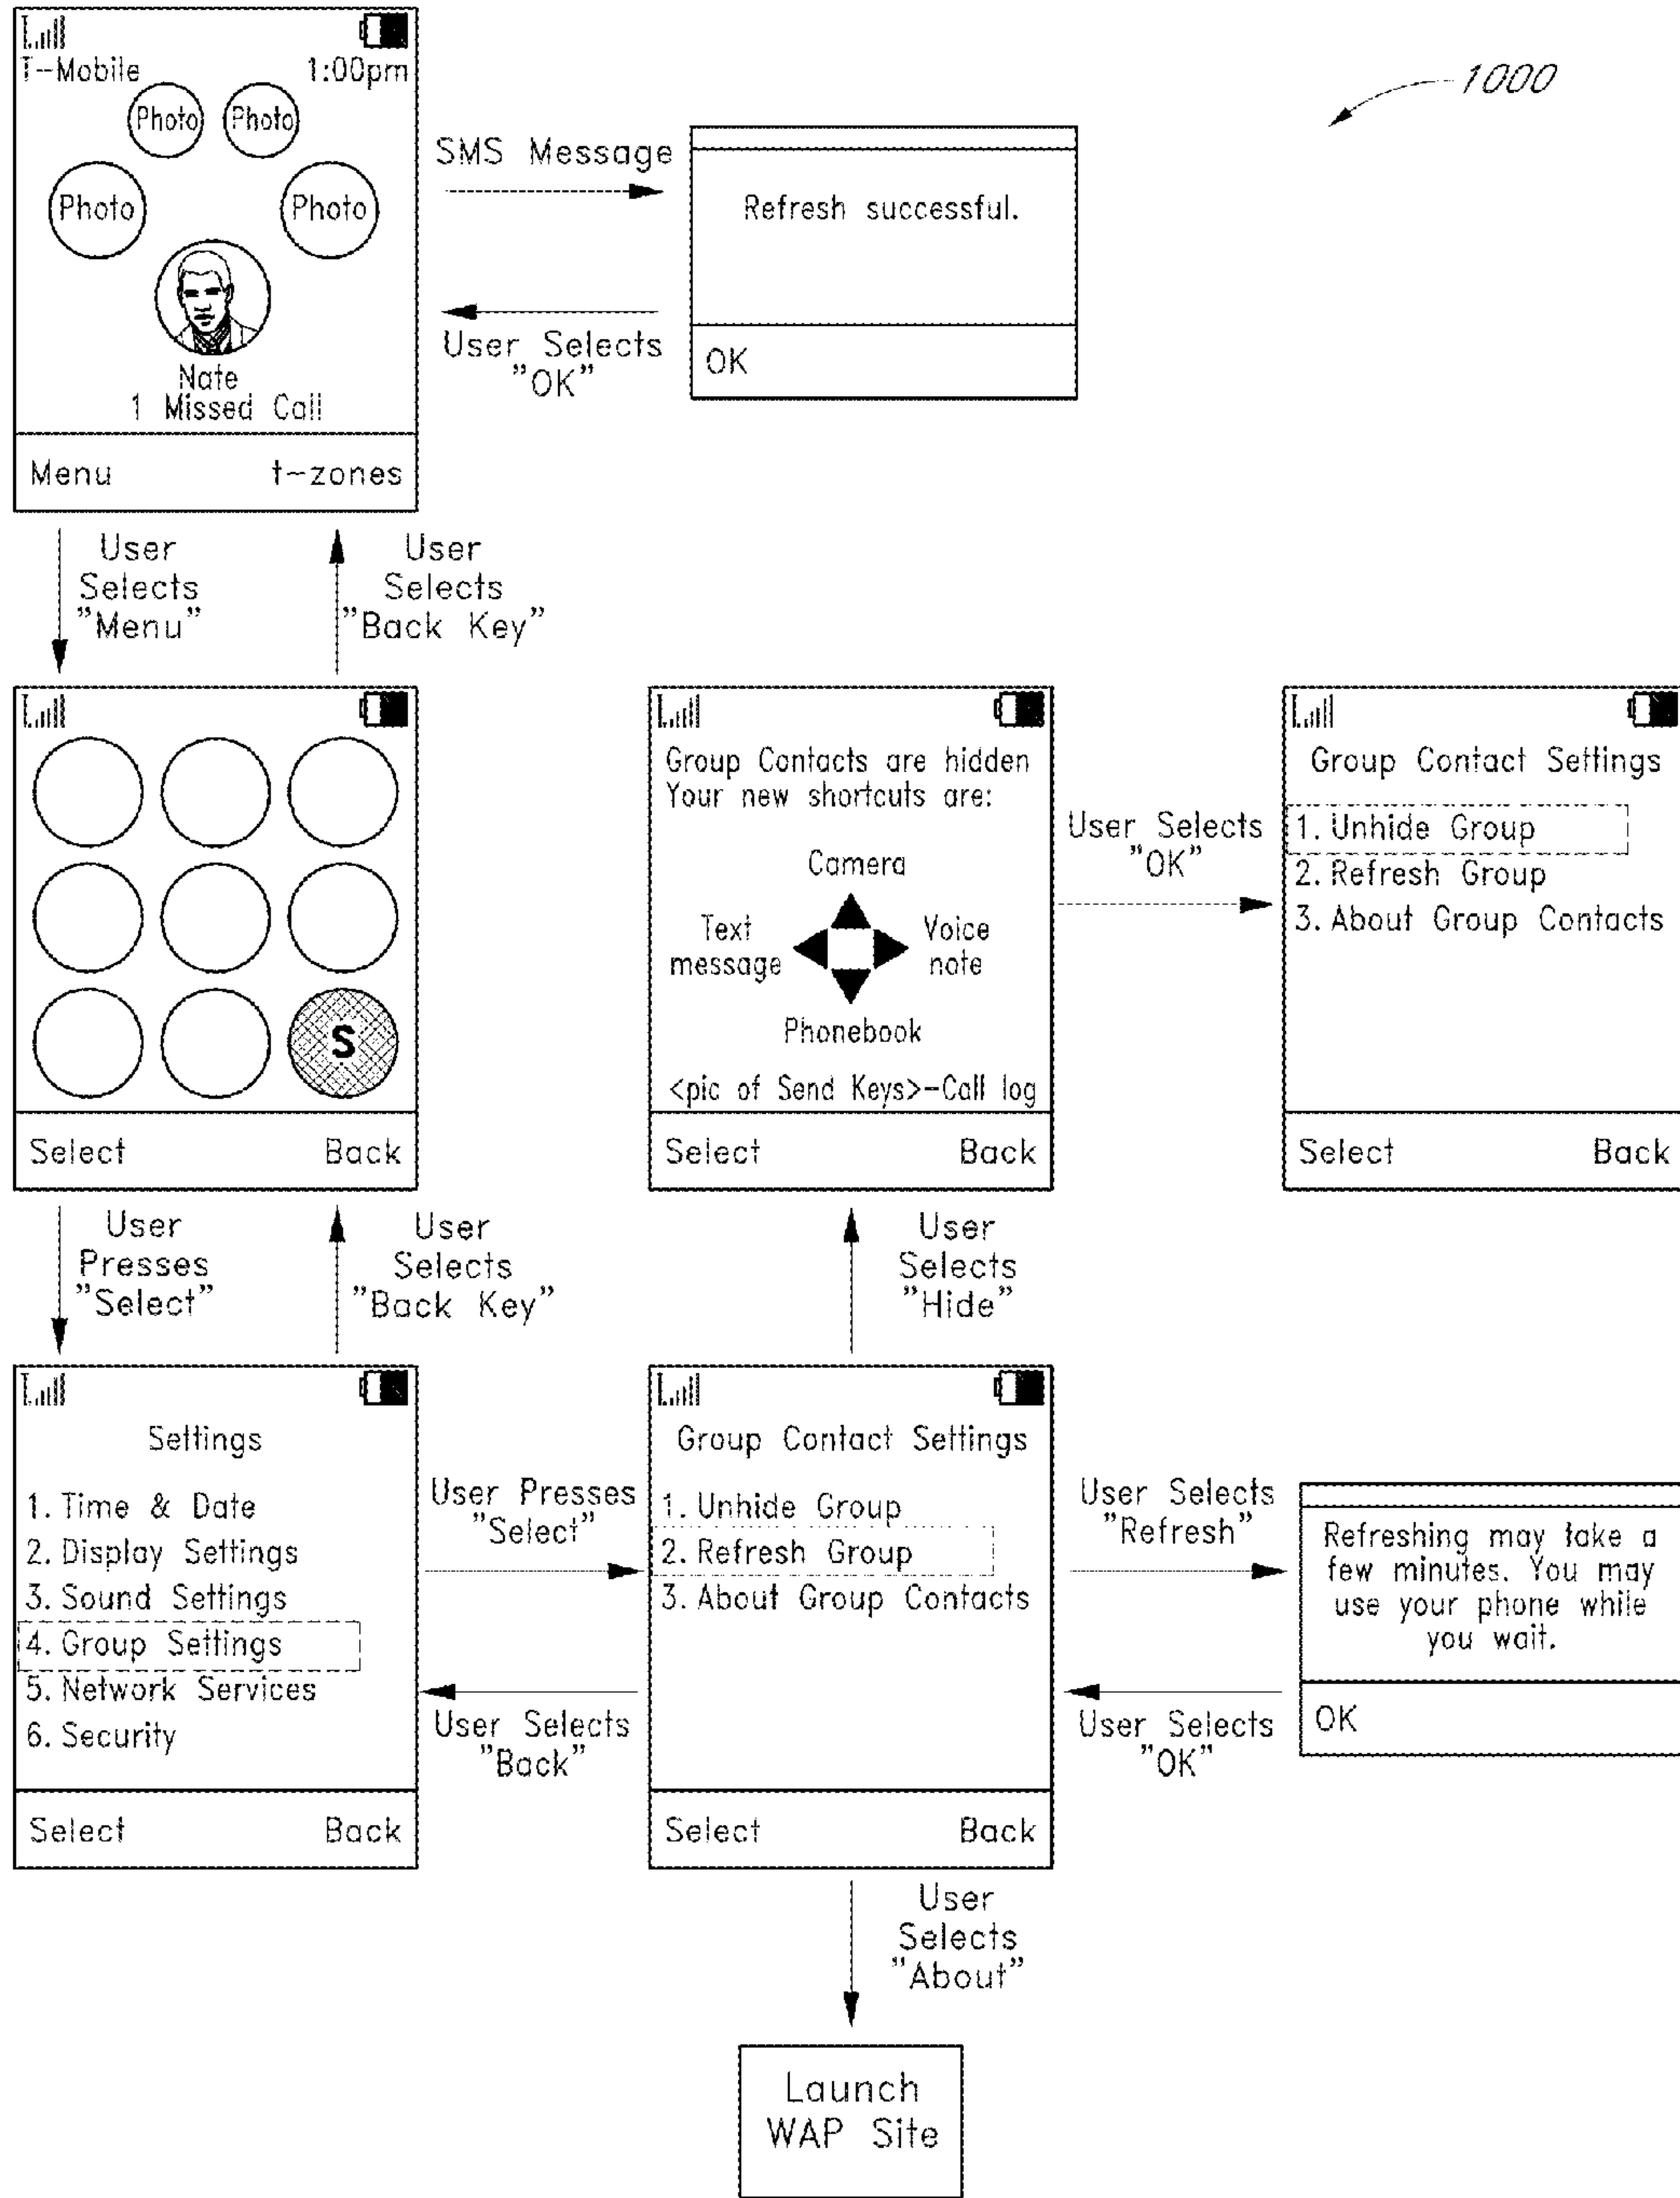 T-Mobile 1:00pm
Photo Photo
Photo Photo
Nate
1 Missed Call
Menu t-zones
SMS Message
User Selects
"OK"
Refresh successful.
OK
1000
User
Selects
"Menu"
User
Selects
"Back Key"
S
Select Back
Group Contacts are hidden
Your new shortcuts are:
Camera
Text
message
Voice
note
Phonebook
<pic of Send Keys>-Call log
Select Back
User Selects
"OK"
Group Contact Settings
1. Unhide Group
2. Refresh Group
3. About Group Contacts
Select Back
User
Presses
"Select"
User
Selects
"Back Key"
User
Selects
"Hide"
Settings
1. Time & Date
2. Display Settings
3. Sound Settings
4. Group Settings
5. Network Services
6. Security
Select Back
User Presses
"Select"
User Selects
"Back"
Group Contact Settings
1. Unhide Group
2. Refresh Group
3. About Group Contacts
Select Back
User Selects
"Refresh"
User Selects
"OK"
Refreshing may take a
few minutes. You may
use your phone while
you wait.
OK
User
Selects
"About"
Launch
WAP Site